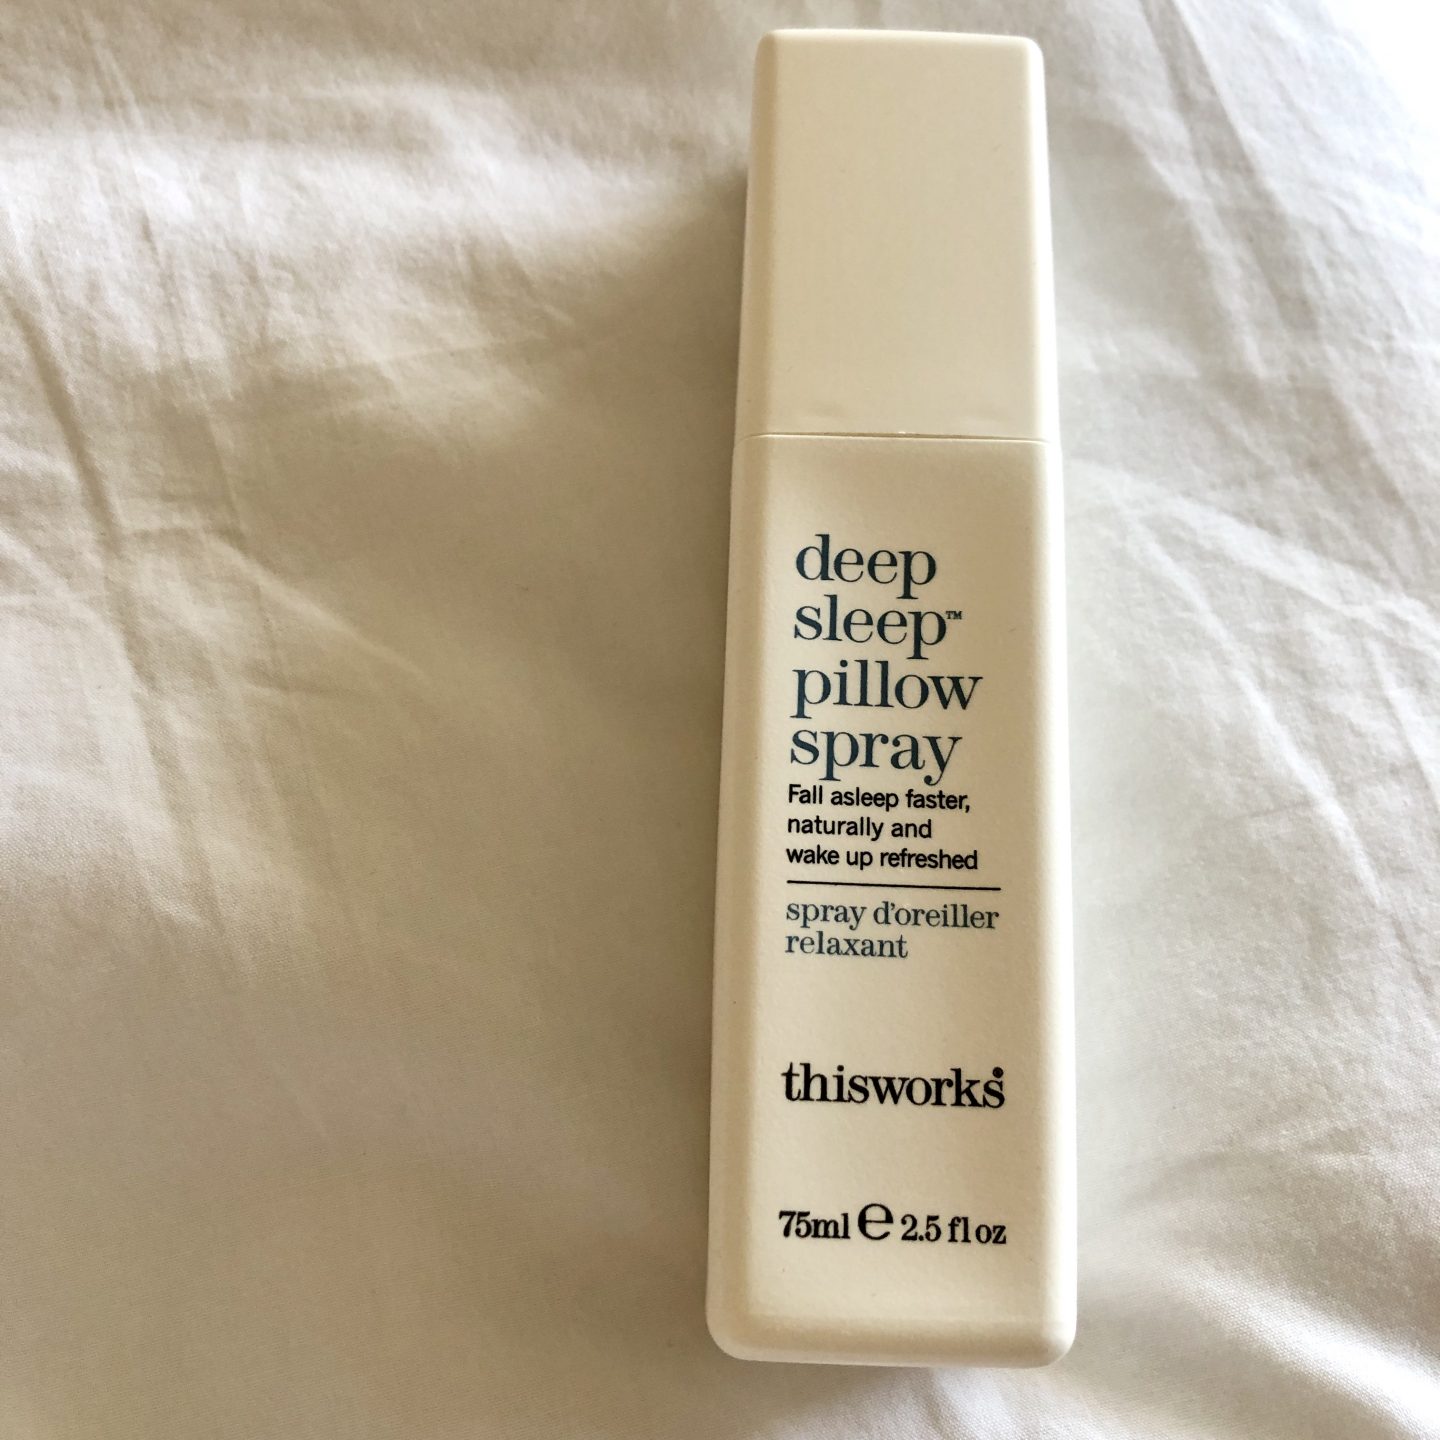 deep
sleep™
pillow
spray
Fall asleep faster,
naturally and
wake up refreshed
spray d'oreiller
relaxant
thisworks
75ml ℮ 2.5 fl oz